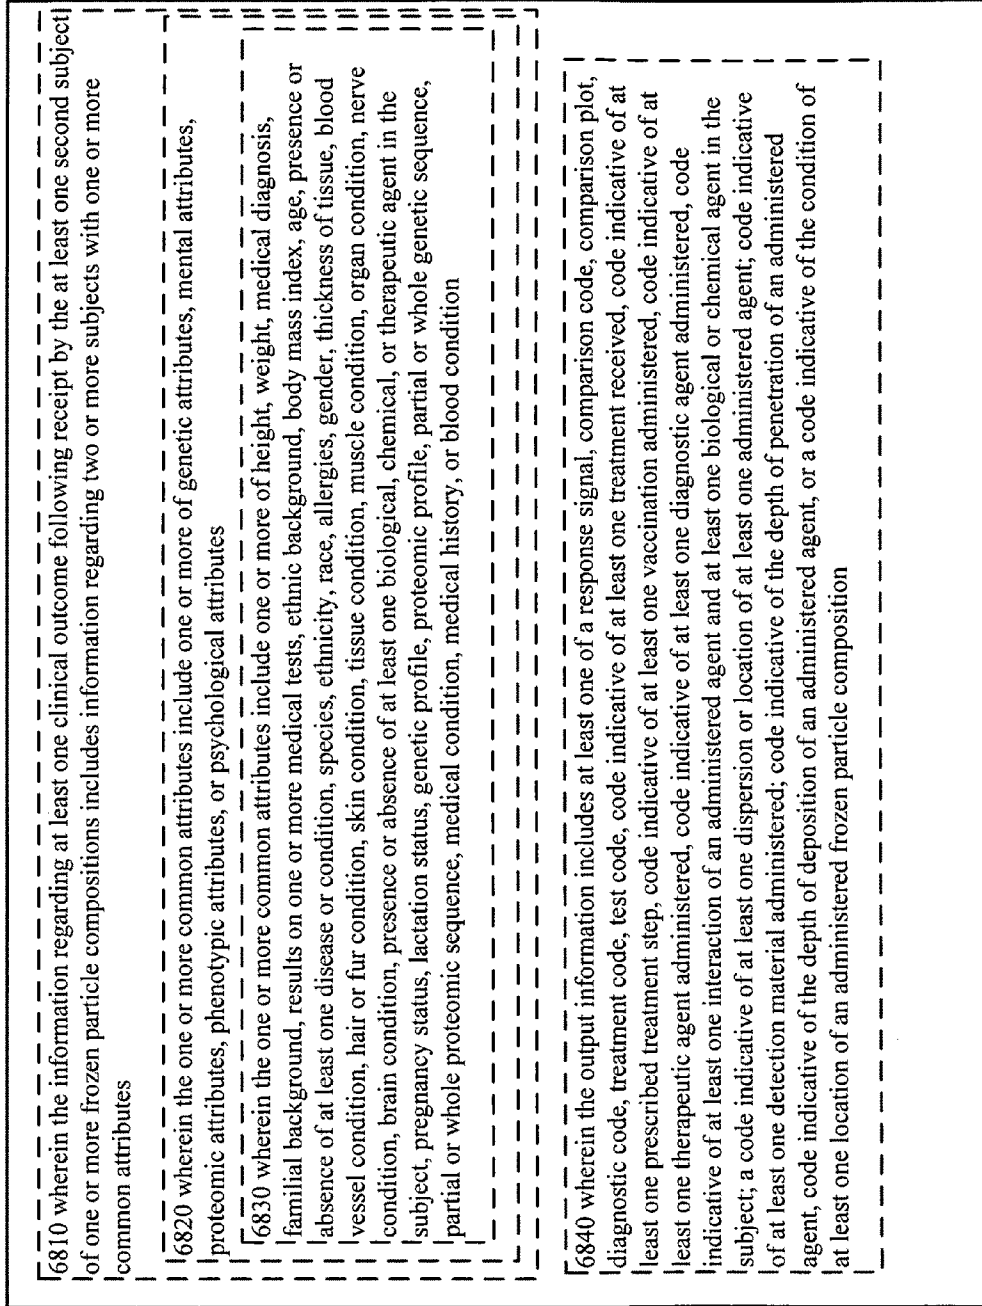 6810 wherein the information regarding at least one clinical outcome following receipt by the at least one second subject
of one or more frozen particle compositions includes information regarding two or more subjects with one or more
common attributes
6820 wherein the one or more common attributes include one or more of genetic attributes, mental attributes,
proteomic attributes, phenotypic attributes, or psychological attributes
6830 wherein the one or more common attributes include one or more of height, weight, medical diagnosis,
familial background, results on one or more medical tests, ethnic background, body mass index, age, presence or
absence of at least one disease or condition, species, ethnicity, race, allergies, gender, thickness of tissue, blood
vessel condition, hair or fur condition, skin condition, tissue condition, muscle condition, organ condition, nerve
condition, brain condition, presence or absence of at least one biological, chemical, or therapeutic agent in the
subject, pregnancy status, lactation status, genetic profile, proteomic profile, partial or whole genetic sequence,
partial or whole proteomic sequence, medical condition, medical history, or blood condition
6840 wherein the output information includes at least one of a response signal, comparison code, comparison plot,
diagnostic code, treatment code, test code, code indicative of at least one treatment received, code indicative of at
least one prescribed treatment step, code indicative of at least one vaccination administered, code indicative of at
least one therapeutic agent administered, code indicative of at least one diagnostic agent administered, code
indicative of at least one interaction of an administered agent and at least one biological or chemical agent in the
subject; a code indicative of at least one dispersion or location of at least one administered agent; code indicative
of at least one detection material administered; code indicative of the depth of penetration of an administered
agent, code indicative of the depth of deposition of an administered agent, or a code indicative of the condition of
at least one location of an administered frozen particle composition